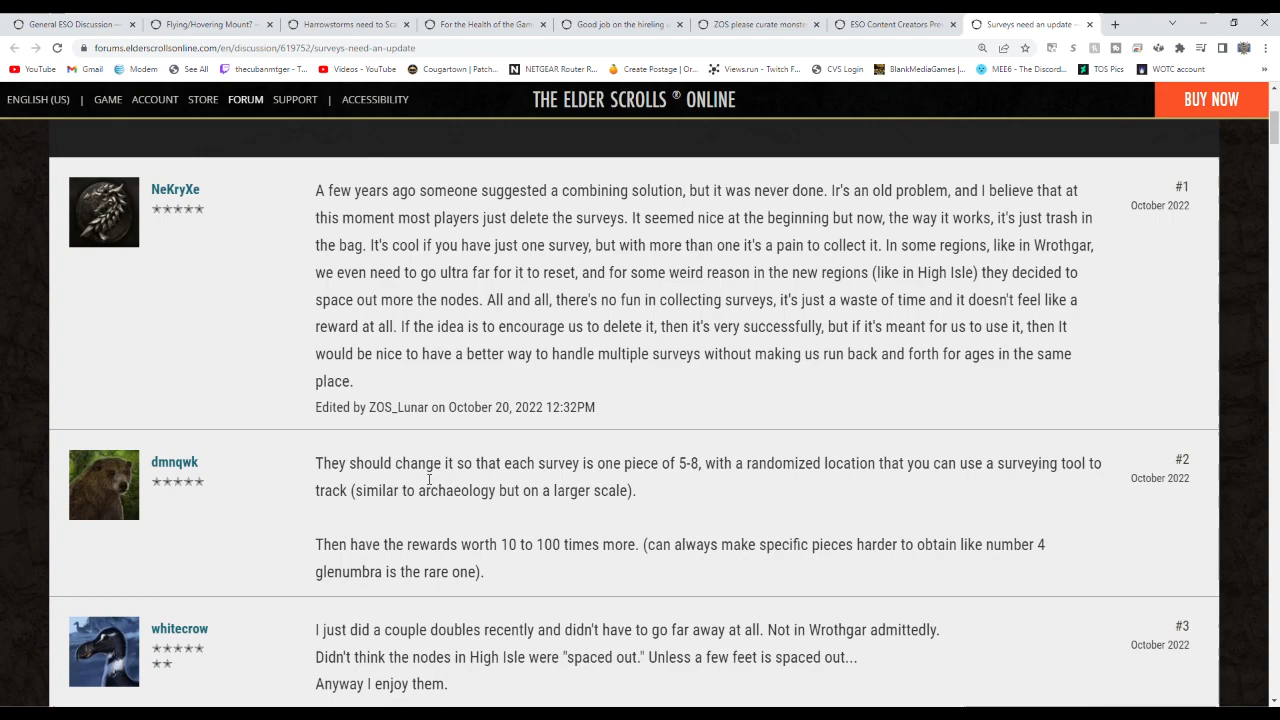 General ESO Discussion —
Flying/Hovering Mount? —
Harrowstorms need to Sc
For the Health of the Gam
Good job on the hireling u
ZOS please curate monste
ESO Content Creators Pre
Surveys need an update —
forums.elderscrollsonline.com/en/discussion/619752/surveys-need-an-update
YouTube
Gmail
Modem
See All
thecubanmtger - T...
Videos - YouTube
Cougartown | Patch...
NETGEAR Router R...
Create Postage | Or...
Views.run - Twitch F...
CVS Login
BlankMediaGames |...
MEE6 - The Discord...
TOS Pics
WOTC account
»
ENGLISH (US) | GAME ACCOUNT STORE FORUM SUPPORT | ACCESSIBILITY
THE ELDER SCROLLS ® ONLINE
BUY NOW
NeKryXe
#1
October 2022
A few years ago someone suggested a combining solution, but it was never done. Ir's an old problem, and I believe that at
this moment most players just delete the surveys. It seemed nice at the beginning but now, the way it works, it's just trash in
the bag. It's cool if you have just one survey, but with more than one it's a pain to collect it. In some regions, like in Wrothgar,
we even need to go ultra far for it to reset, and for some weird reason in the new regions (like in High Isle) they decided to
space out more the nodes. All and all, there's no fun in collecting surveys, it's just a waste of time and it doesn't feel like a
reward at all. If the idea is to encourage us to delete it, then it's very successfully, but if it's meant for us to use it, then It
would be nice to have a better way to handle multiple surveys without making us run back and forth for ages in the same
place.
Edited by ZOS_Lunar on October 20, 2022 12:32PM
dmnqwk
#2
October 2022
They should change it so that each survey is one piece of 5-8, with a randomized location that you can use a surveying tool to
track (similar to archaeology but on a larger scale).
Then have the rewards worth 10 to 100 times more. (can always make specific pieces harder to obtain like number 4
glenumbra is the rare one).
whitecrow
#3
October 2022
I just did a couple doubles recently and didn't have to go far away at all. Not in Wrothgar admittedly.
Didn't think the nodes in High Isle were "spaced out." Unless a few feet is spaced out...
Anyway I enjoy them.